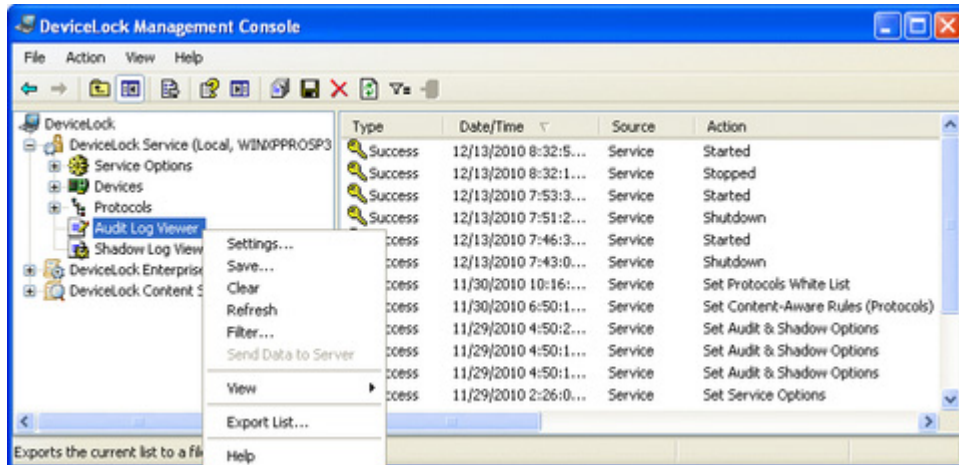 DeviceLock Management Console
File Action View Help
DeviceLock
DeviceLock Service (Local, WINXPPROSP3
Service Options
Devices
Protocols
Audit Log Viewer
Shadow Log View
DeviceLock Enterprise
DeviceLock Content S
Settings...
Save...
Clear
Refresh
Filter...
Send Data to Server
View
Export List...
Help
Type Date/Time Source Action
Success 12/13/2010 8:32:5... Service Started
Success 12/13/2010 8:32:1... Service Stopped
Success 12/13/2010 7:53:3... Service Started
Success 12/13/2010 7:51:2... Service Shutdown
ccess 12/13/2010 7:46:3... Service Started
ccess 12/13/2010 7:43:0... Service Shutdown
ccess 11/30/2010 10:16:... Service Set Protocols White List
ccess 11/30/2010 6:50:1... Service Set Content-Aware Rules (Protocols)
ccess 11/29/2010 4:50:2... Service Set Audit & Shadow Options
ccess 11/29/2010 4:50:1... Service Set Audit & Shadow Options
ccess 11/29/2010 4:50:1... Service Set Audit & Shadow Options
ccess 11/29/2010 2:26:0... Service Set Service Options
Exports the current list to a file